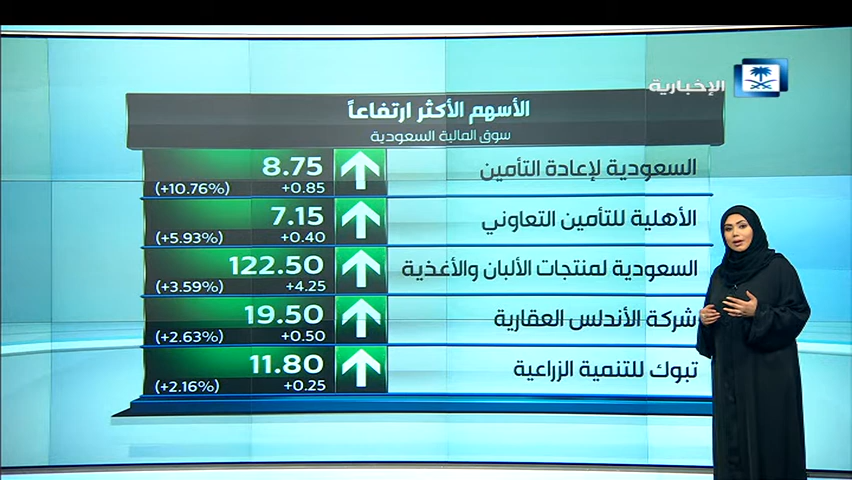 الإخبارية
الأسهم الأكثر ارتفاعاً
سوق المالية السعودية
السعودية لإعادة التأمين
8.75
(+10.76%) +0.85
الأهلية للتأمين التعاوني
7.15
(+5.93%) +0.40
السعودية لمنتجات الألبان والأغذية
122.50
(+3.59%) +4.25
شركة الأندلس العقارية
19.50
(+2.63%) +0.50
تبوك للتنمية الزراعية
11.80
(+2.16%) +0.25